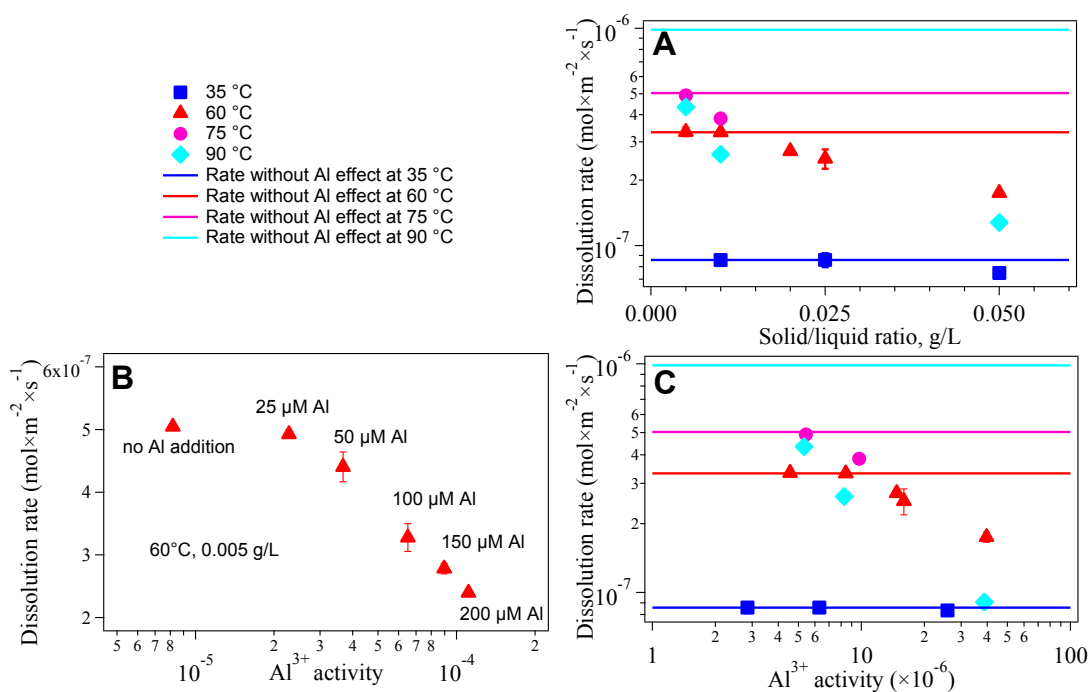 35 °C
60 °C
75 °C
90 °C
Rate without Al effect at 35 °C
Rate without Al effect at 60 °C
Rate without Al effect at 75 °C
Rate without Al effect at 90 °C
A
Dissolution rate (mol×m⁻²×s⁻¹)
10⁻⁶
6
5
4
3
2
10⁻⁷
0.000
0.025
0.050
Solid/liquid ratio, g/L
B
Dissolution rate (mol×m⁻²×s⁻¹)
6x10⁻⁷
5
4
3
2
no Al addition
25 µM Al
50 µM Al
100 µM Al
150 µM Al
200 µM Al
60°C, 0.005 g/L
5 6 7 8 10⁻⁵ 2 3 4 5 6 7 8 10⁻⁴ 2
Al³⁺ activity
C
Dissolution rate (mol×m⁻²×s⁻¹)
10⁻⁶
6
5
4
3
2
10⁻⁷
1 2 3 4 5 6 10 2 3 4 5 6 100
Al³⁺ activity (×10⁻⁶)